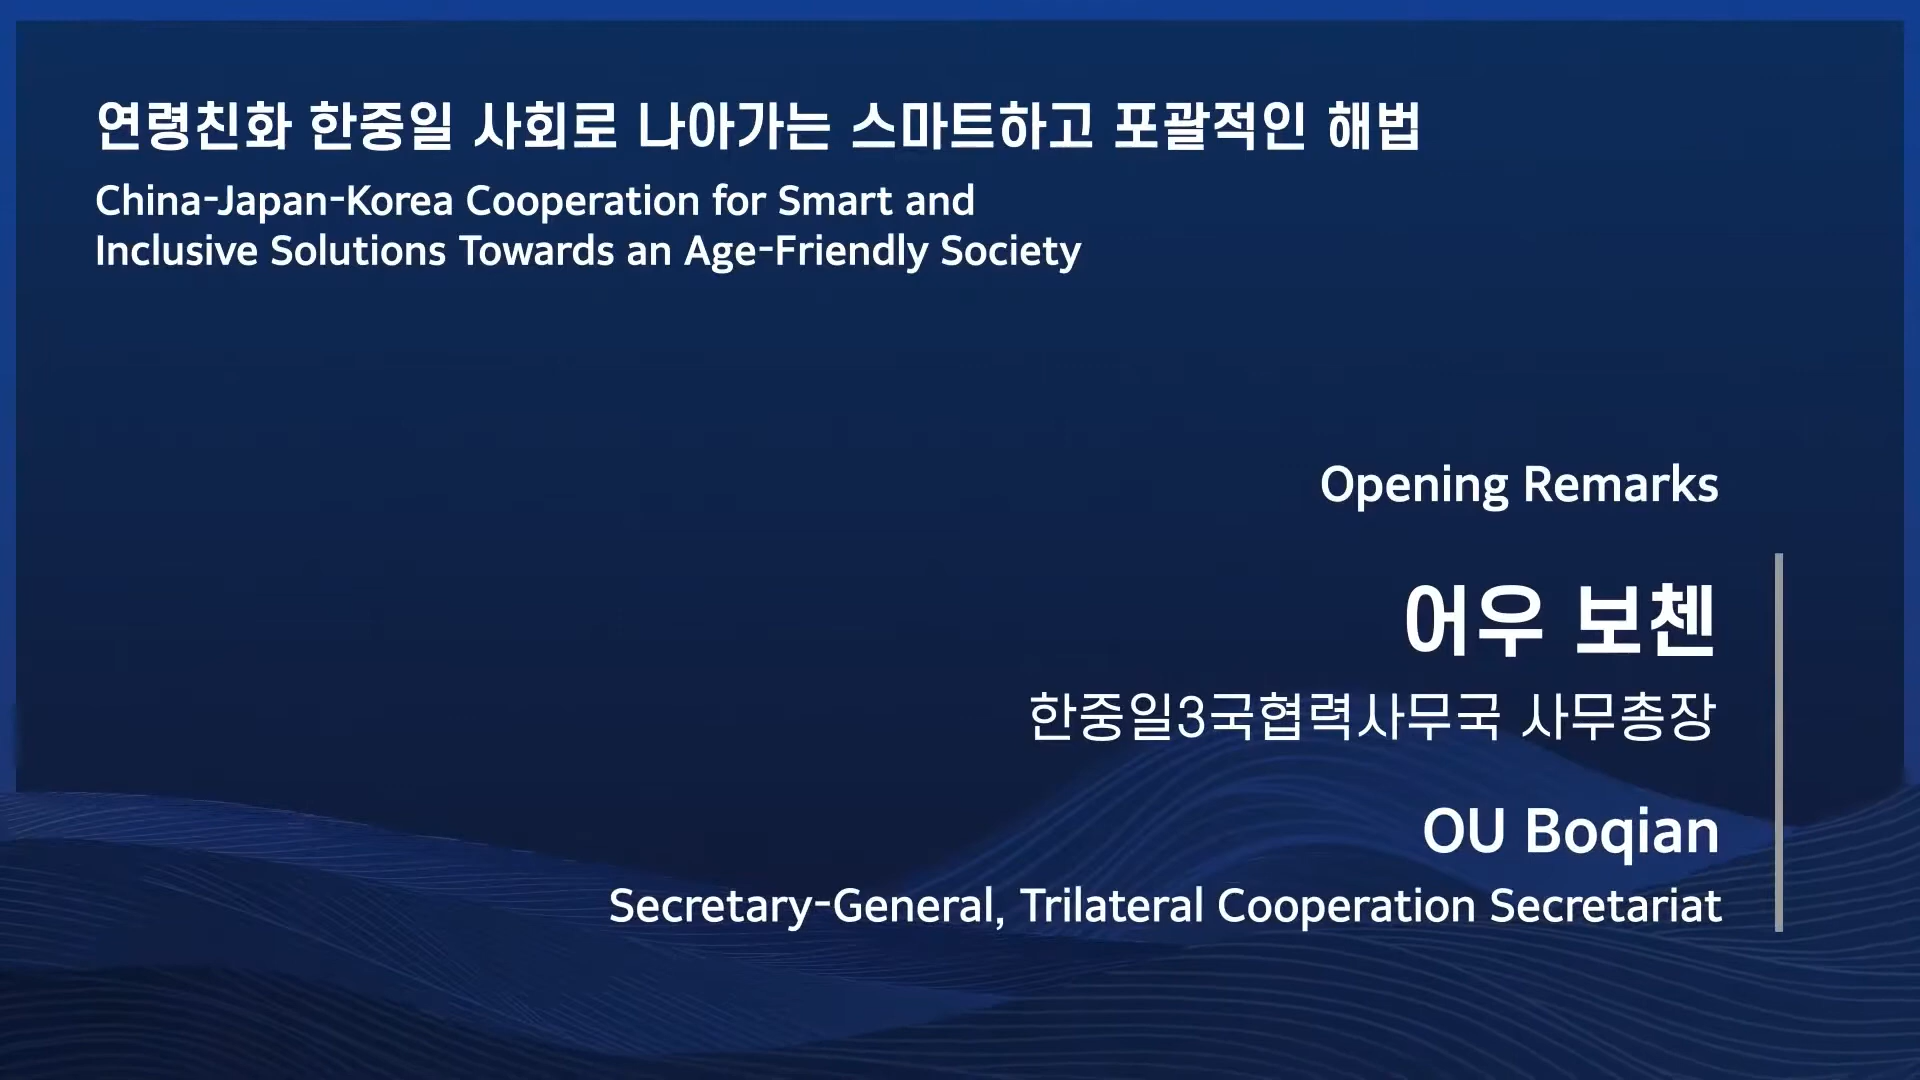 연령친화 한중일 사회로 나아가는 스마트하고 포괄적인 해법
China-Japan-Korea Cooperation for Smart and
Inclusive Solutions Towards an Age-Friendly Society
Opening Remarks
어우 보첸
한중일3국협력사무국 사무총장
OU Boqian
Secretary-General, Trilateral Cooperation Secretariat